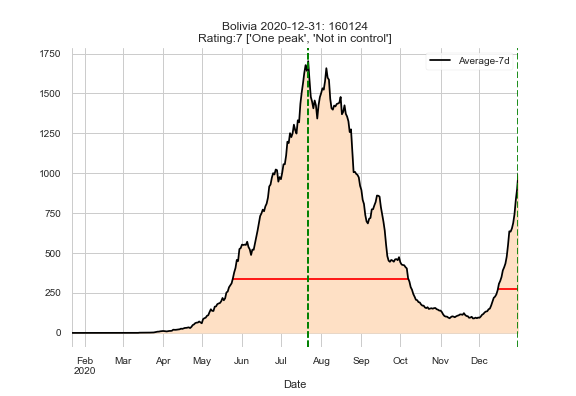 Bolivia 2020-12-31: 160124
Rating:7 ['One peak', 'Not in control']
Average-7d
1750
1500
1250
1000
750
500
250
0
Feb Mar Apr May Jun Jul Aug Sep Oct Nov Dec
2020
Date